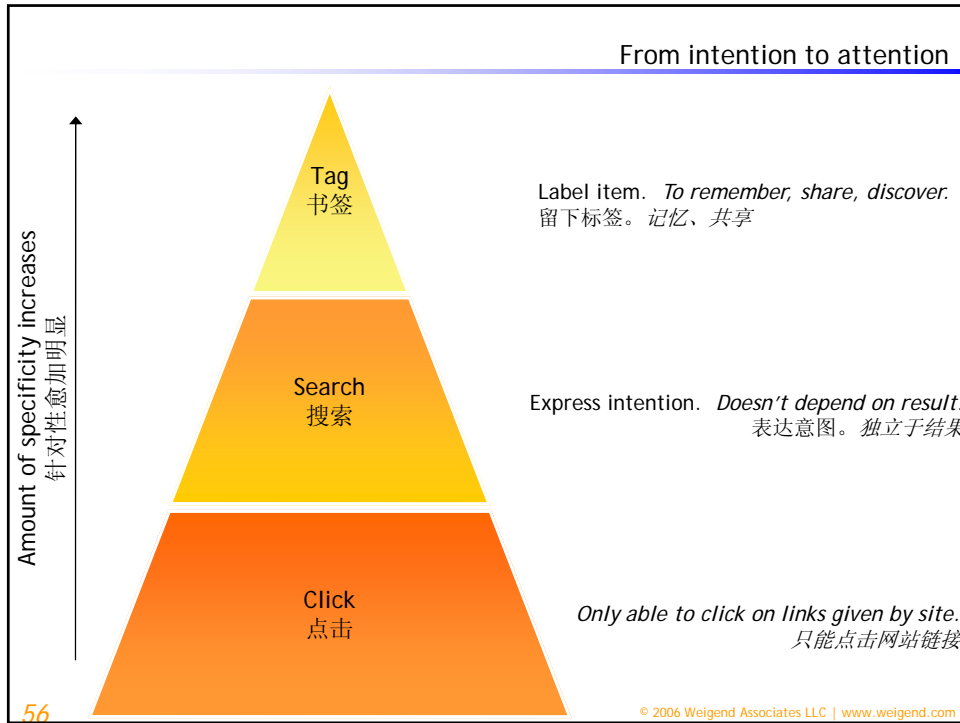 From intention to attention
Amount of specificity increases
针对性愈加明显
Tag
书签
Label item. To remember, share, discover.
留下标签。记忆、共享
Search
搜索
Express intention. Doesn't depend on result.
表达意图。独立于结果
Click
点击
Only able to click on links given by site.
只能点击网站链接
56
© 2006 Weigend Associates LLC | www.weigend.com